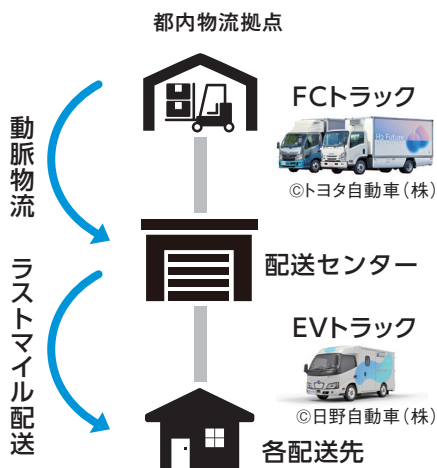 都内物流拠点
動脈物流
FCトラック
H2 Future
©トヨタ自動車(株)
配送センター
ラストマイル配送
EVトラック
©日野自動車(株)
各配送先